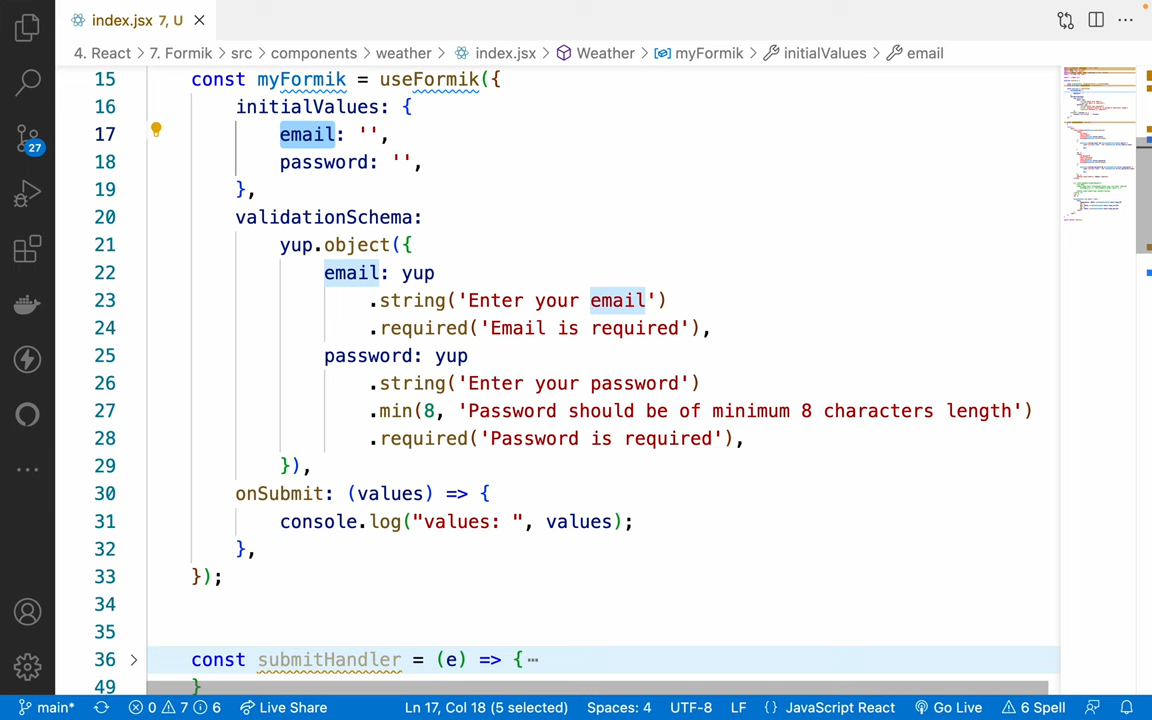 index.jsx 7, U
4. React > 7. Formik > src > components > weather > index.jsx > Weather > myFormik > initialValues > email
15 const myFormik = useFormik({
16 initialValues: {
17 email: '',
18 password: '',
19 },
20 validationSchema:
21 yup.object({
22 email: yup
23 .string('Enter your email')
24 .required('Email is required'),
25 password: yup
26 .string('Enter your password')
27 .min(8, 'Password should be of minimum 8 characters length')
28 .required('Password is required'),
29 }),
30 onSubmit: (values) => {
31 console.log("values: ", values);
32 },
33 });
34
35
36 const submitHandler = (e) => {…
49 }
27
main* 0 7 6 Live Share Ln 17, Col 18 (5 selected) Spaces: 4 UTF-8 LF {} JavaScript React Go Live 6 Spell